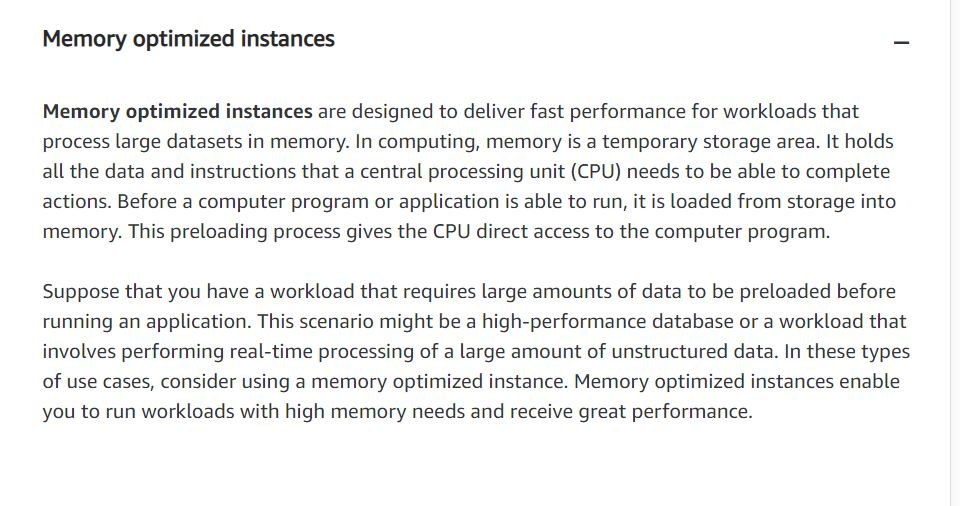 Memory optimized instances
Memory optimized instances are designed to deliver fast performance for workloads that
process large datasets in memory. In computing, memory is a temporary storage area. It holds
all the data and instructions that a central processing unit (CPU) needs to be able to complete
actions. Before a computer program or application is able to run, it is loaded from storage into
memory. This preloading process gives the CPU direct access to the computer program.
Suppose that you have a workload that requires large amounts of data to be preloaded before
running an application. This scenario might be a high-performance database or a workload that
involves performing real-time processing of a large amount of unstructured data. In these types
of use cases, consider using a memory optimized instance. Memory optimized instances enable
you to run workloads with high memory needs and receive great performance.